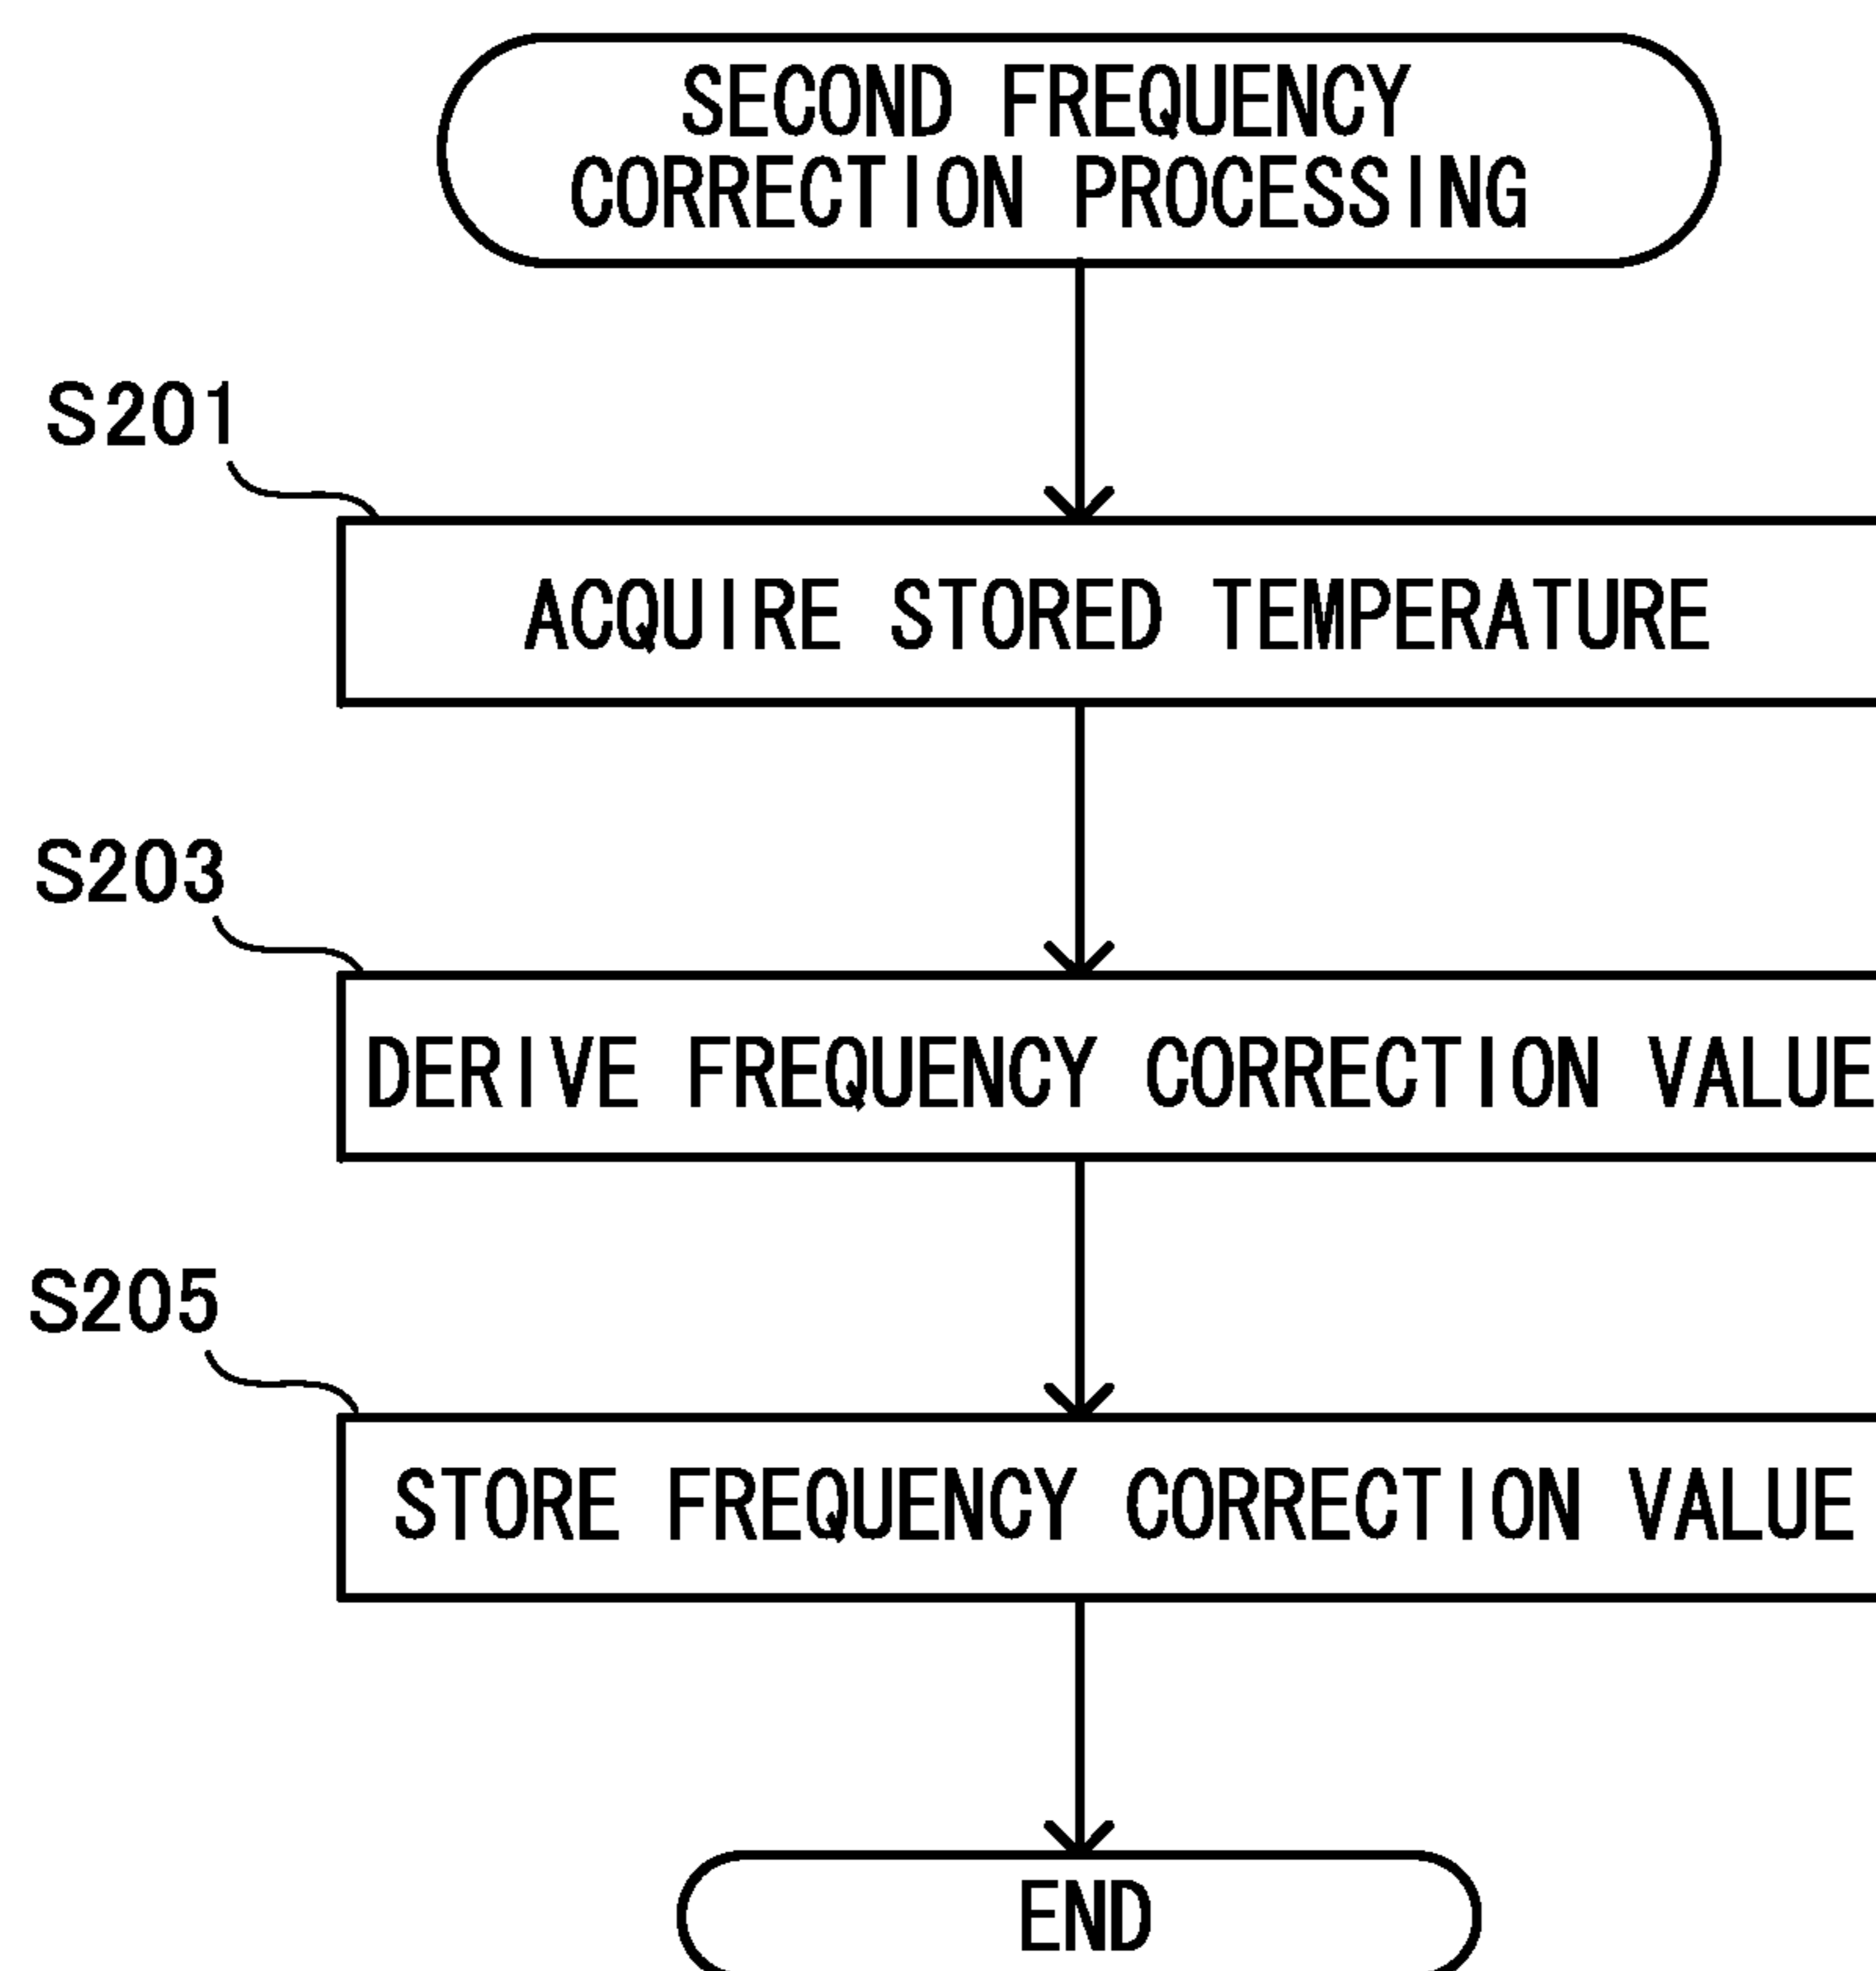 SECOND FREQUENCY
CORRECTION PROCESSING
S201
ACQUIRE STORED TEMPERATURE
S203
DERIVE FREQUENCY CORRECTION VALUE
S205
STORE FREQUENCY CORRECTION VALUE
END